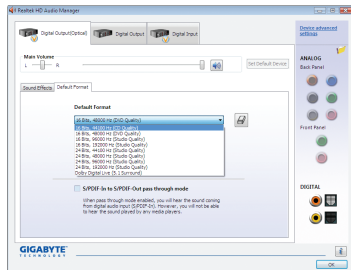 Realtek HD Audio Manager
Digital Output(Optical)
Digital Output
Digital Input
Device advanced
settings
Main Volume
L
R
Set Default Device
ANALOG
Back Panel
Sound Effects
Default Format
Default Format
16 Bits, 48000 Hz (DVD Quality)
16 Bits, 44100 Hz (CD Quality)
16 Bits, 48000 Hz (DVD Quality)
16 Bits, 96000 Hz (Studio Quality)
16 Bits, 192000 Hz (Studio Quality)
24 Bits, 44100 Hz (Studio Quality)
24 Bits, 48000 Hz (Studio Quality)
24 Bits, 96000 Hz (Studio Quality)
24 Bits, 192000 Hz (Studio Quality)
Dolby Digital Live (5.1 Surround)
Front Panel
S/PDIF-In to S/PDIF-Out pass through mode
When pass through mode enabled, you will hear the sound coming
from digital audio input (S/PDIF-In). However, you will not be able
to hear the sound played by any media players.
DIGITAL
GIGABYTE
TECHNOLOGY
i
OK